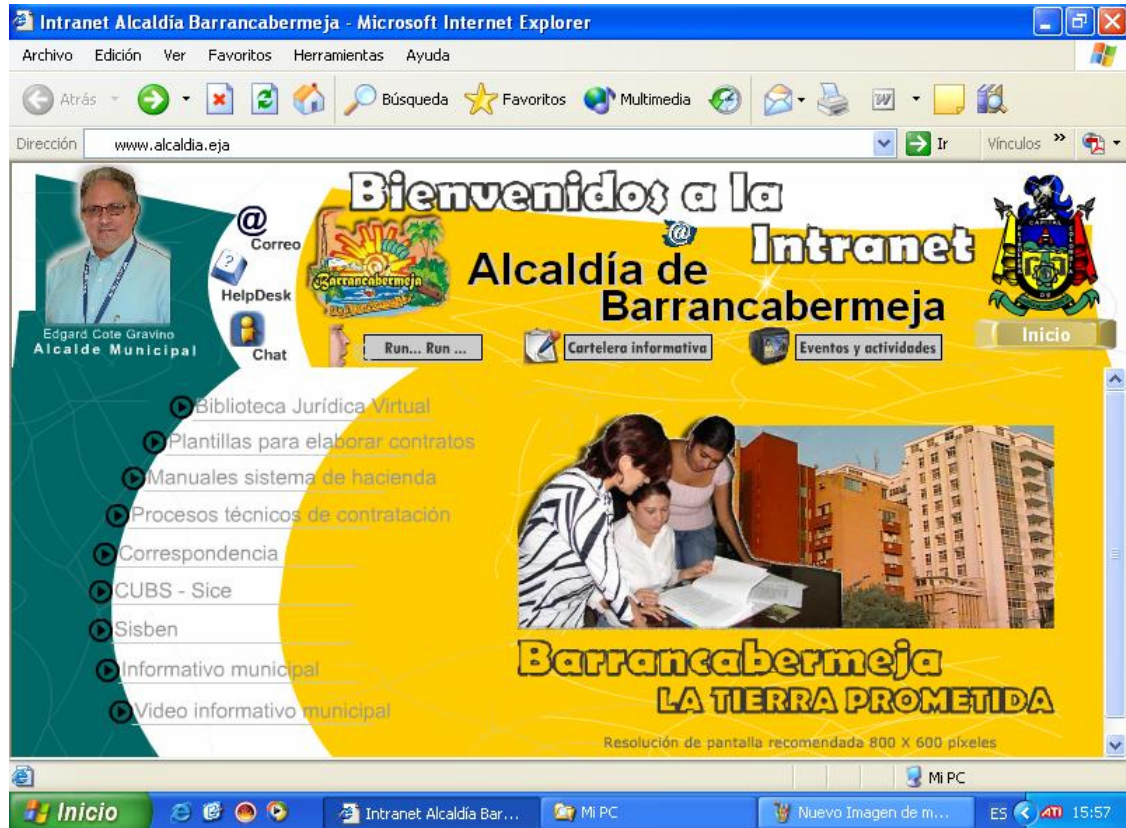 Intranet Alcaldía Barrancabermeja - Microsoft Internet Explorer
Archivo Edición Ver Favoritos Herramientas Ayuda
Atrás Búsqueda Favoritos Multimedia
Dirección www.alcaldia.eja Ir Vínculos »
Bienvenidos a la
Intranet
@ Correo
HelpDesk
Chat
Barrancabermeja
Alcaldía de
Barrancabermeja
Edgard Cote Gravino
Alcalde Municipal
Inicio
Run... Run ...
Cartelera informativa
Eventos y actividades
Biblioteca Jurídica Virtual
Plantillas para elaborar contratos
Manuales sistema de hacienda
Procesos técnicos de contratación
Correspondencia
CUBS - Sice
Sisben
Informativo municipal
Video informativo municipal
Barrancabermeja
LA TIERRA PROMETIDA
Resolución de pantalla recomendada 800 X 600 píxeles
Mi PC
Inicio Intranet Alcaldía Bar... Mi PC Nuevo Imagen de m... ES ATI 15:57